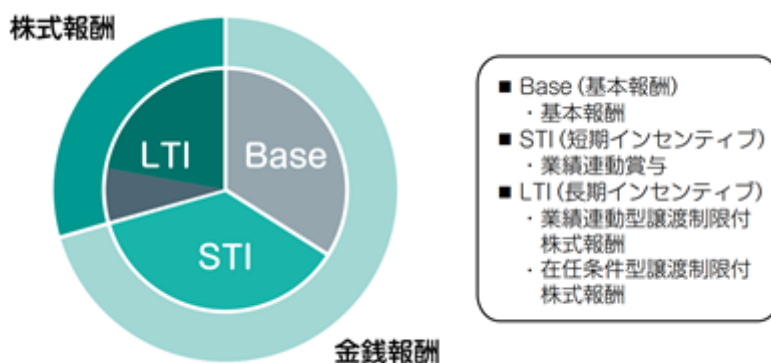 株式報酬
LTI
Base
STI
金銭報酬
■ Base (基本報酬)
・基本報酬
■ STI (短期インセンティブ)
・業績連動賞与
■ LTI (長期インセンティブ)
・業績連動型譲渡制限付
株式報酬
・在任条件型譲渡制限付
株式報酬